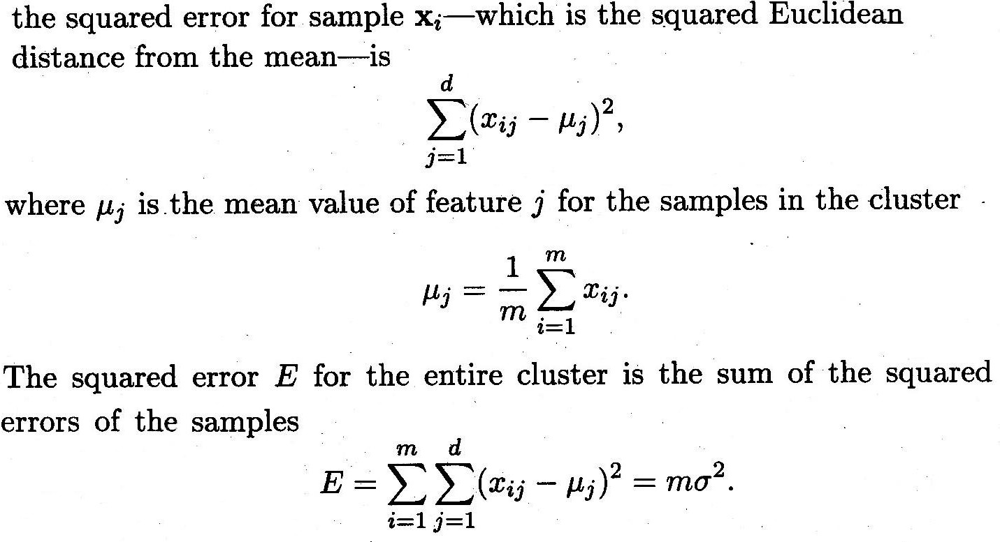 the squared error for sample xᵢ—which is the squared Euclidean
distance from the mean—is
$$\sum_{j=1}^{d}(x_{ij} - \mu_j)^2,$$
where μⱼ is the mean value of feature j for the samples in the cluster
$$\mu_j = \frac{1}{m}\sum_{i=1}^{m} x_{ij}.$$
The squared error E for the entire cluster is the sum of the squared
errors of the samples
$$E = \sum_{i=1}^{m}\sum_{j=1}^{d}(x_{ij} - \mu_j)^2 = m\sigma^2.$$